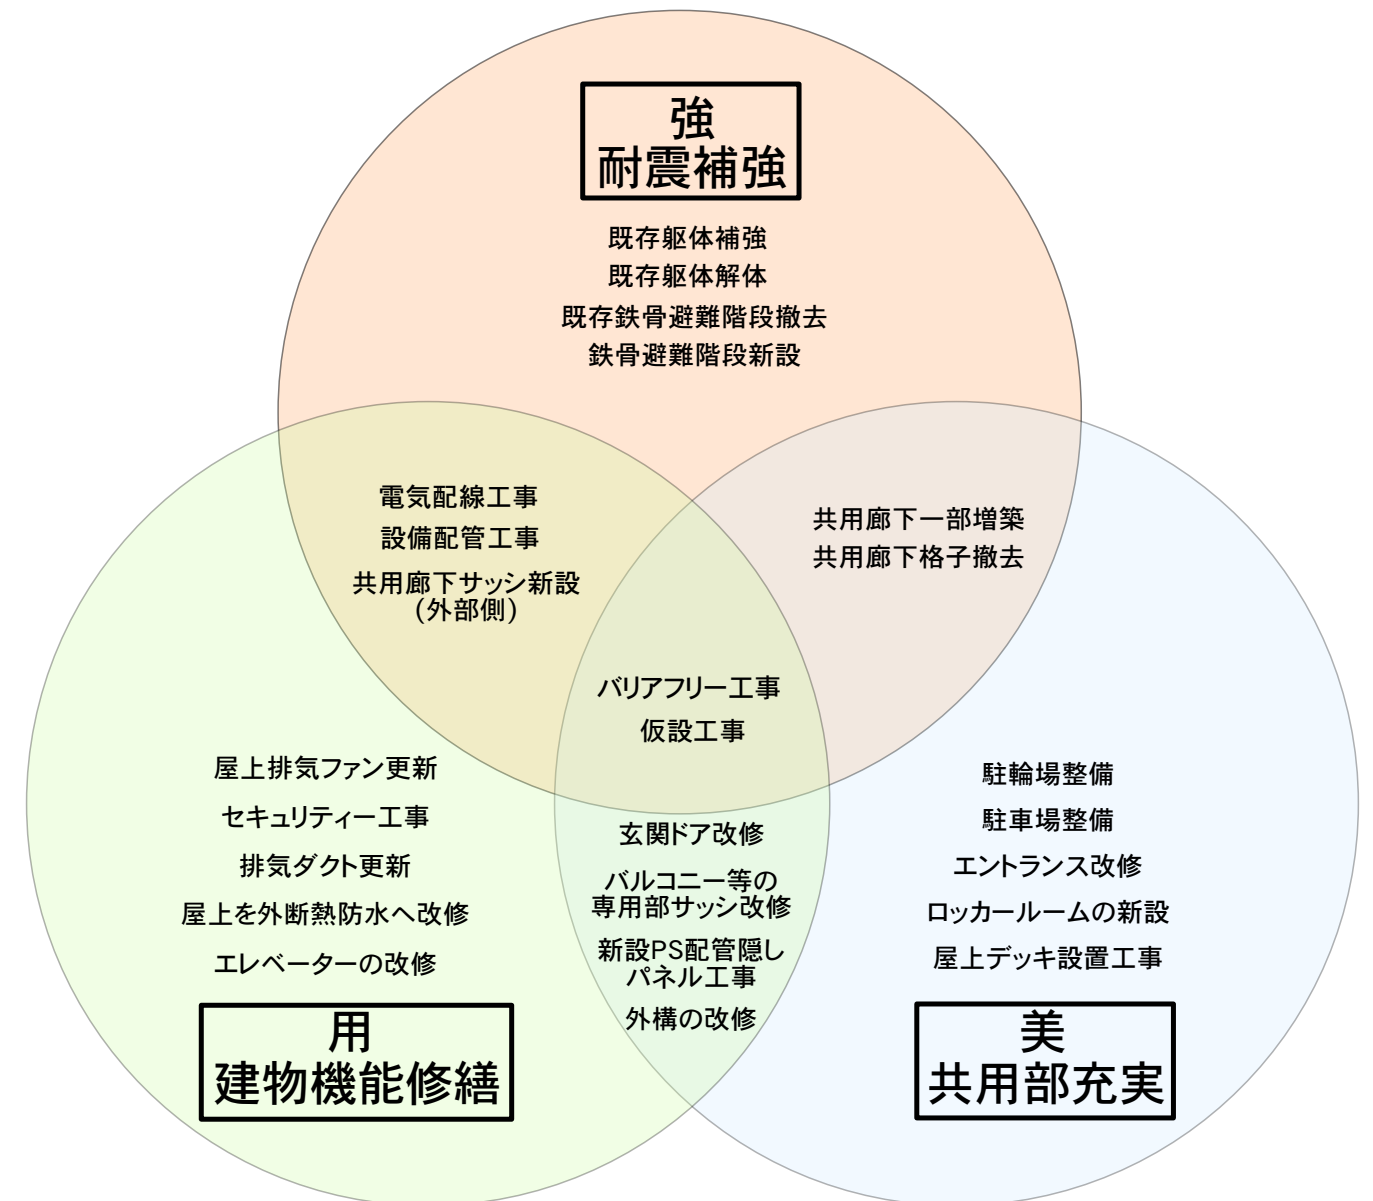 強
耐震補強
既存躯体補強
既存躯体解体
既存鉄骨避難階段撤去
鉄骨避難階段新設
電気配線工事
設備配管工事
共用廊下サッシ新設
(外部側)
共用廊下一部増築
共用廊下格子撤去
バリアフリー工事
仮設工事
屋上排気ファン更新
セキュリティー工事
排気ダクト更新
屋上を外断熱防水へ改修
エレベーターの改修
用
建物機能修繕
玄関ドア改修
バルコニー等の
専用部サッシ改修
新設PS配管隠し
パネル工事
外構の改修
駐輪場整備
駐車場整備
エントランス改修
ロッカールームの新設
屋上デッキ設置工事
美
共用部充実